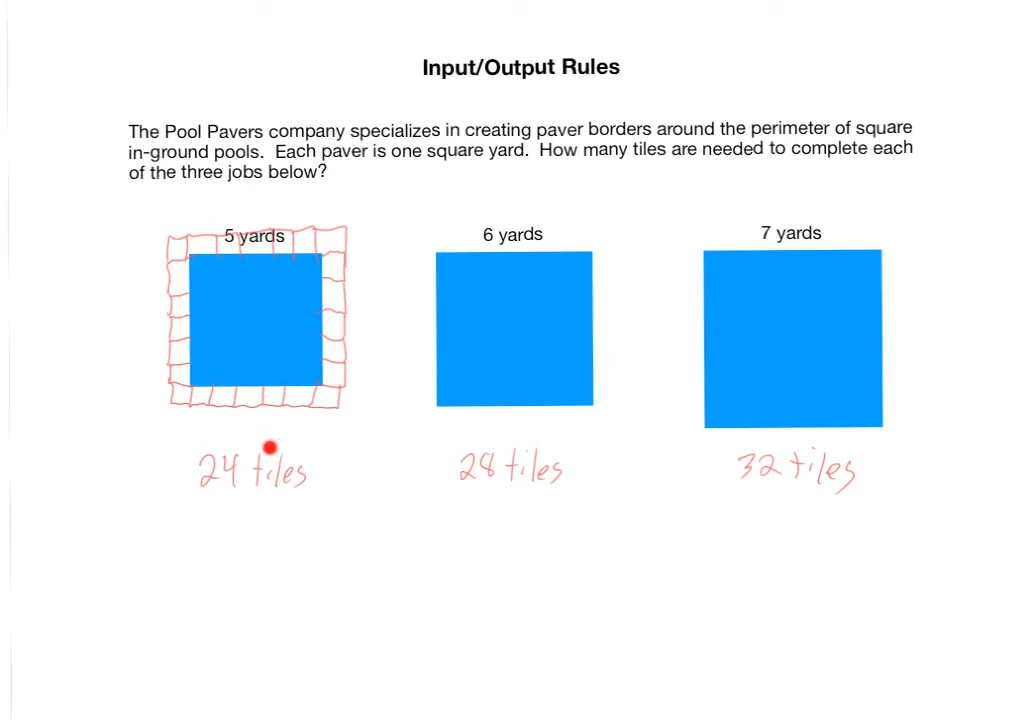 Input/Output Rules
The Pool Pavers company specializes in creating paver borders around the perimeter of square
in-ground pools. Each paver is one square yard. How many tiles are needed to complete each
of the three jobs below?
5 yards
6 yards
7 yards
24 tiles
28 tiles
32 tiles